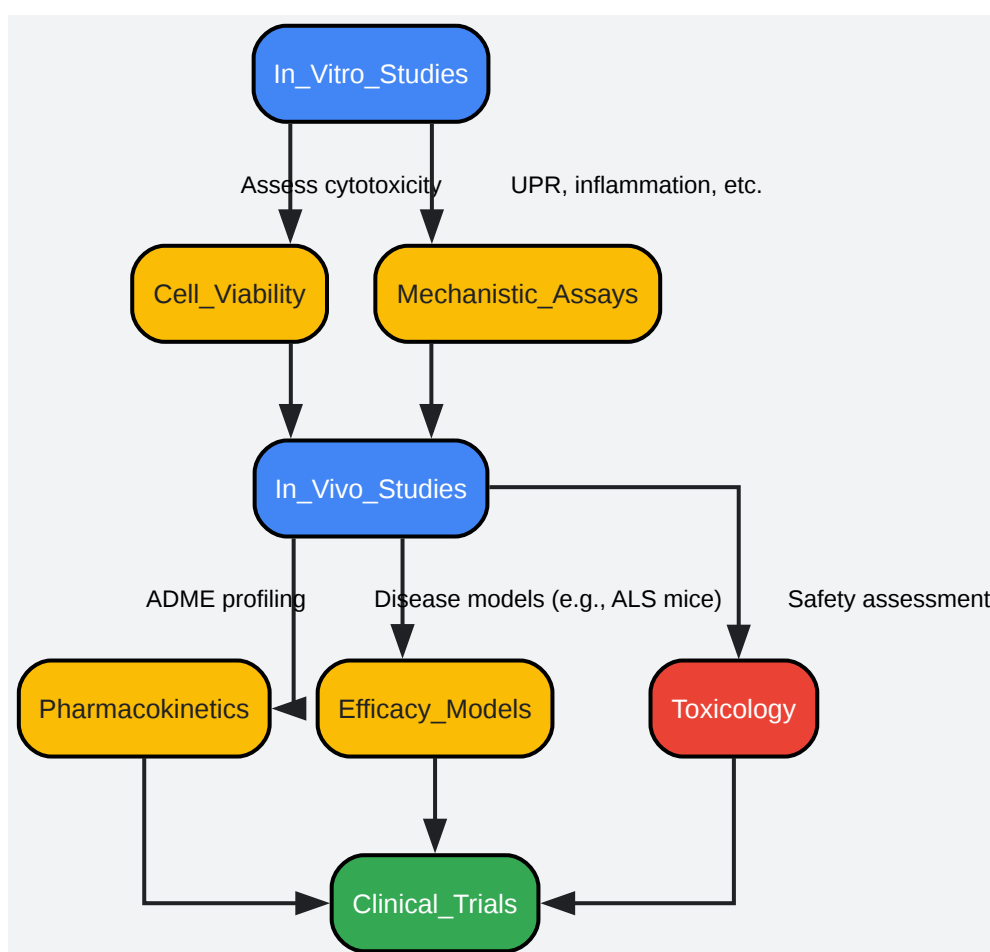 In_Vitro_Studies
Assess cytotoxicity
UPR, inflammation, etc.
Cell_Viability
Mechanistic_Assays
In_Vivo_Studies
ADME profiling
Disease models (e.g., ALS mice)
Safety assessment
Pharmacokinetics
Efficacy_Models
Toxicology
Clinical_Trials